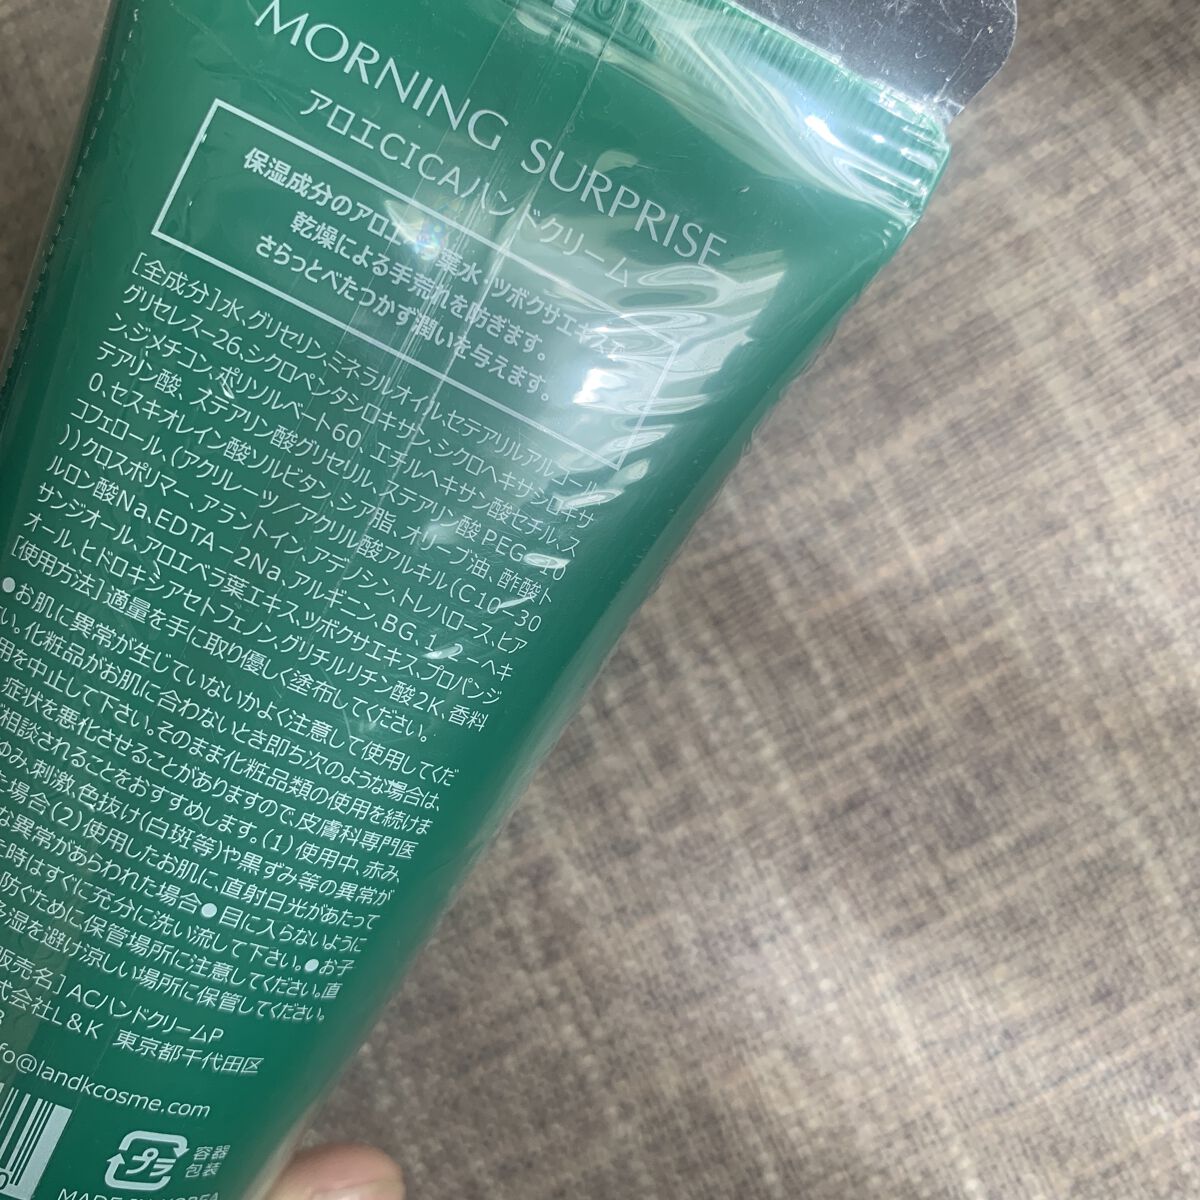 MORNING SURPRISE
アロエCICAハンドクリーム
保湿成分のアロエ 葉水・ツボクサエキスで
乾燥による手荒れを防ぎます。
さらっとべたつかず潤いを与えます。
[全成分]水、グリセリン、ミネラルオイル、セテアリルアルコール
グリセレス-26、シクロペンタシロキサン、シクロヘキサシロキサ
ン、ジメチコン、ポリソルベート60、エチルヘキサン酸セチル、ス
テアリン酸、ステアリン酸グリセリル、ステアリン酸PEG-10
0、セスキオレイン酸ソルビタン、シア脂、オリーブ油、酢酸ト
コフェロール、(アクリレーツ/アクリル酸アルキル(C10-30
))クロスポリマー、アラントイン、アデノシン、トレハロース、ヒア
ルロン酸Na、EDTA-2Na、アルギニン、BG、1,2-ヘキ
サンジオール、アロエベラ葉エキス、ツボクサエキス、プロパンジ
オール、ヒドロキシアセトフェノン、グリチルリチン酸2K、香料
[使用方法]適量を手に取り優しく塗布してください。
●お肌に異常が生じていないかよく注意して使用してくだ
い。化粧品がお肌に合わないとき即ち次のような場合は、
用を中止して下さい。そのまま化粧品類の使用を続けま
症状を悪化させることがありますので、皮膚科専門医
相談されることをおすすめします。(1)使用中、赤み、
ゆみ、刺激、色抜け(白斑等)や黒ずみ等の異常が
た場合(2)使用したお肌に、直射日光があたって
な異常があらわれた場合●目に入らないように
時はすぐに充分に洗い流して下さい。●お子
防ぐために保管場所に注意してください。直
湿を避け涼しい場所に保管してください。
販売名]ACハンドクリームP
式会社L&K 東京都千代田区
fo@landkcosme.com
プラ
容器
包装
MADE IN KOREA